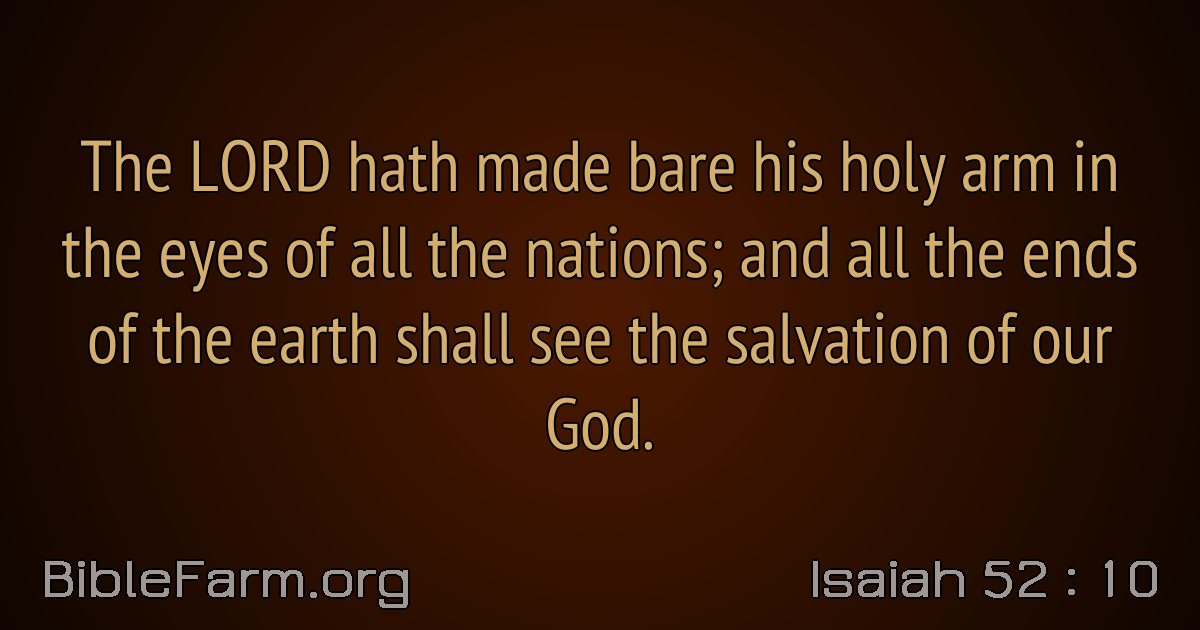 The LORD hath made bare his holy arm in
the eyes of all the nations; and all the ends
of the earth shall see the salvation of our
God.
BibleFarm.org
Isaiah 52 : 10